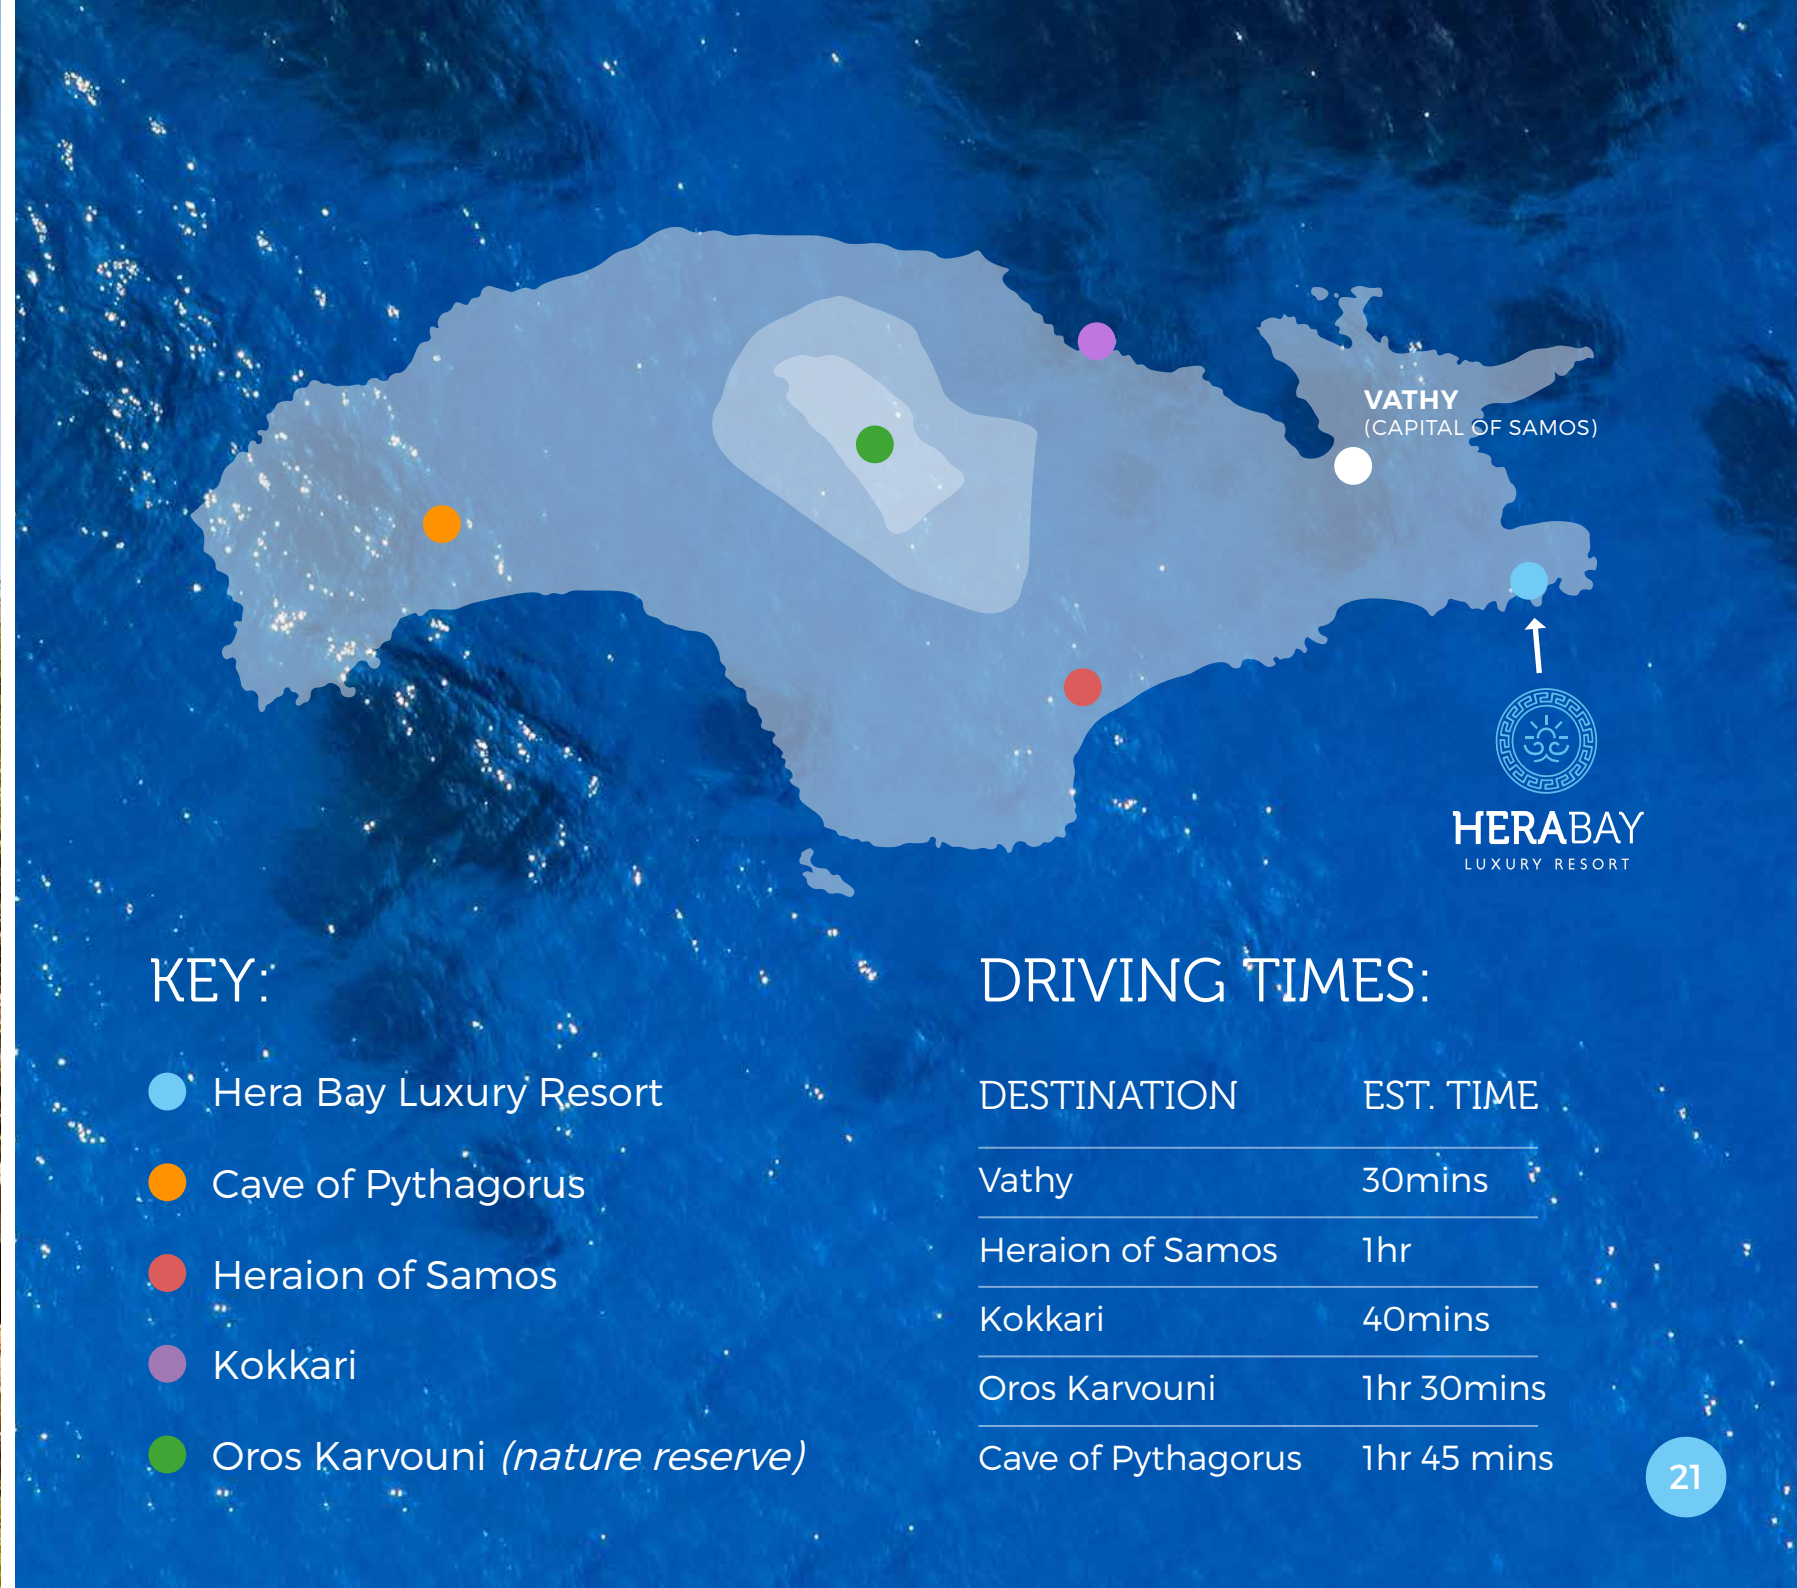 VATHY
(CAPITAL OF SAMOS)
HERABAY
LUXURY RESORT
KEY:
Hera Bay Luxury Resort
Cave of Pythagorus
Heraion of Samos
Kokkari
Oros Karvouni (nature reserve)
DRIVING TIMES:
DESTINATION EST. TIME
Vathy 30mins
Heraion of Samos 1hr
Kokkari 40mins
Oros Karvouni 1hr 30mins
Cave of Pythagorus 1hr 45 mins
21